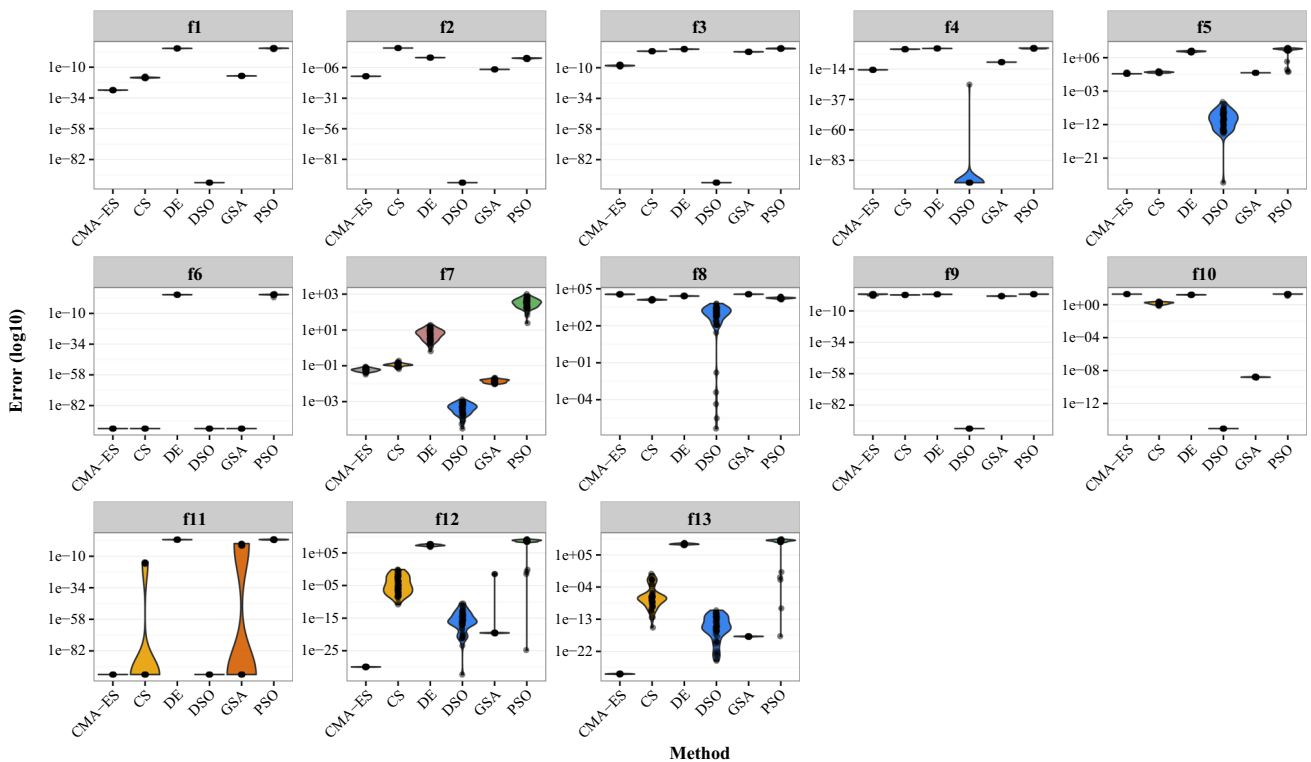 f1
f2
f3
f4
f5
1e−10
1e−34
1e−58
1e−82
1e−06
1e−31
1e−56
1e−81
1e−10
1e−34
1e−58
1e−82
1e−14
1e−37
1e−60
1e−83
1e+06
1e−03
1e−12
1e−21
CMA−ES CS DE DSO GSA PSO
CMA−ES CS DE DSO GSA PSO
CMA−ES CS DE DSO GSA PSO
CMA−ES CS DE DSO GSA PSO
CMA−ES CS DE DSO GSA PSO
f6
f7
f8
f9
f10
1e−10
1e−34
1e−58
1e−82
1e+03
1e+01
1e−01
1e−03
1e+05
1e+02
1e−01
1e−04
1e−10
1e−34
1e−58
1e−82
1e+00
1e−04
1e−08
1e−12
CMA−ES CS DE DSO GSA PSO
CMA−ES CS DE DSO GSA PSO
CMA−ES CS DE DSO GSA PSO
CMA−ES CS DE DSO GSA PSO
CMA−ES CS DE DSO GSA PSO
f11
f12
f13
1e−10
1e−34
1e−58
1e−82
1e+05
1e−05
1e−15
1e−25
1e+05
1e−04
1e−13
1e−22
CMA−ES CS DE DSO GSA PSO
CMA−ES CS DE DSO GSA PSO
CMA−ES CS DE DSO GSA PSO
Error (log10)
Method